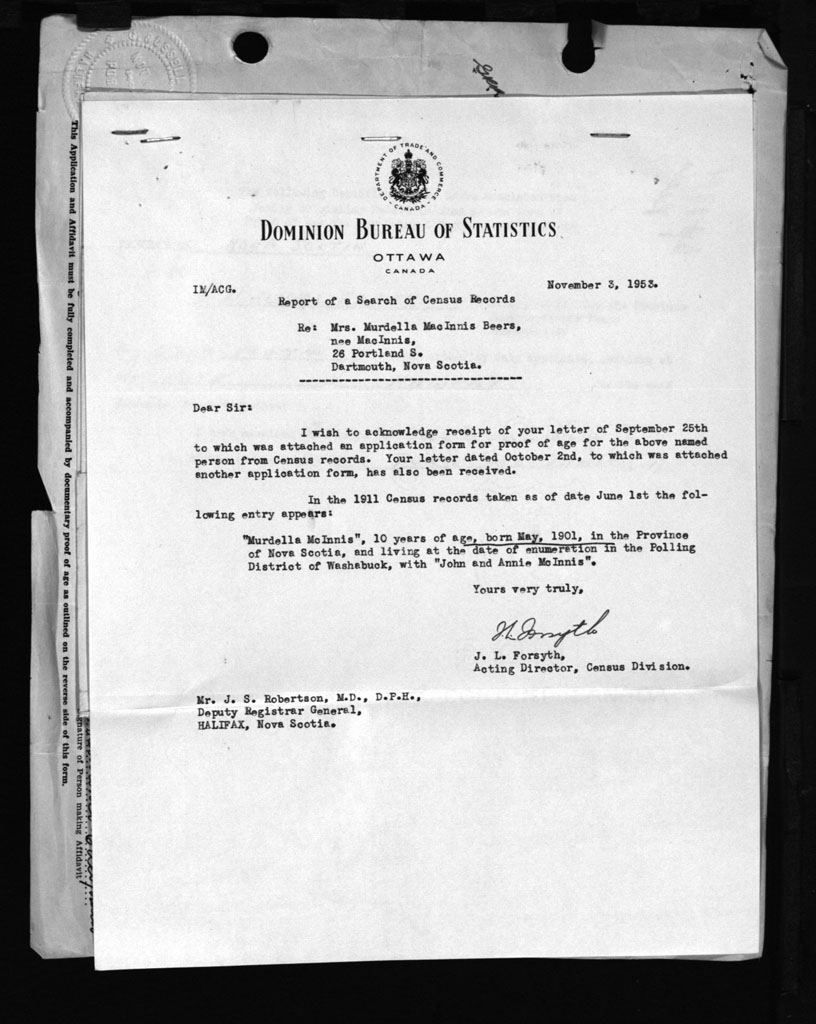 DEPARTMENT OF TRADE AND COMMERCE
CANADA
DOMINION BUREAU OF STATISTICS
OTTAWA
CANADA
IM/ACG.
November 3, 1953.
Report of a Search of Census Records
Re: Mrs. Murdella MacInnis Beers,
nee MacInnis,
26 Portland S.
Dartmouth, Nova Scotia.
Dear Sir:
I wish to acknowledge receipt of your letter of September 25th
to which was attached an application form for proof of age for the above named
person from Census records. Your letter dated October 2nd, to which was attached
another application form, has also been received.
In the 1911 Census records taken as of date June 1st the fol-
lowing entry appears:
"Murdella McInnis", 10 years of age, born May, 1901, in the Province
of Nova Scotia, and living at the date of enumeration in the Polling
District of Washabuck, with "John and Annie McInnis".
Yours very truly,
J. L. Forsyth,
Acting Director, Census Division.
Mr. J. S. Robertson, M.D., D.P.H.,
Deputy Registrar General,
HALIFAX, Nova Scotia.
This Application and Affidavit must be fully completed and accompanied by documentary proof of age as outlined on the reverse side of this form.
gnature of Person making Affidavit